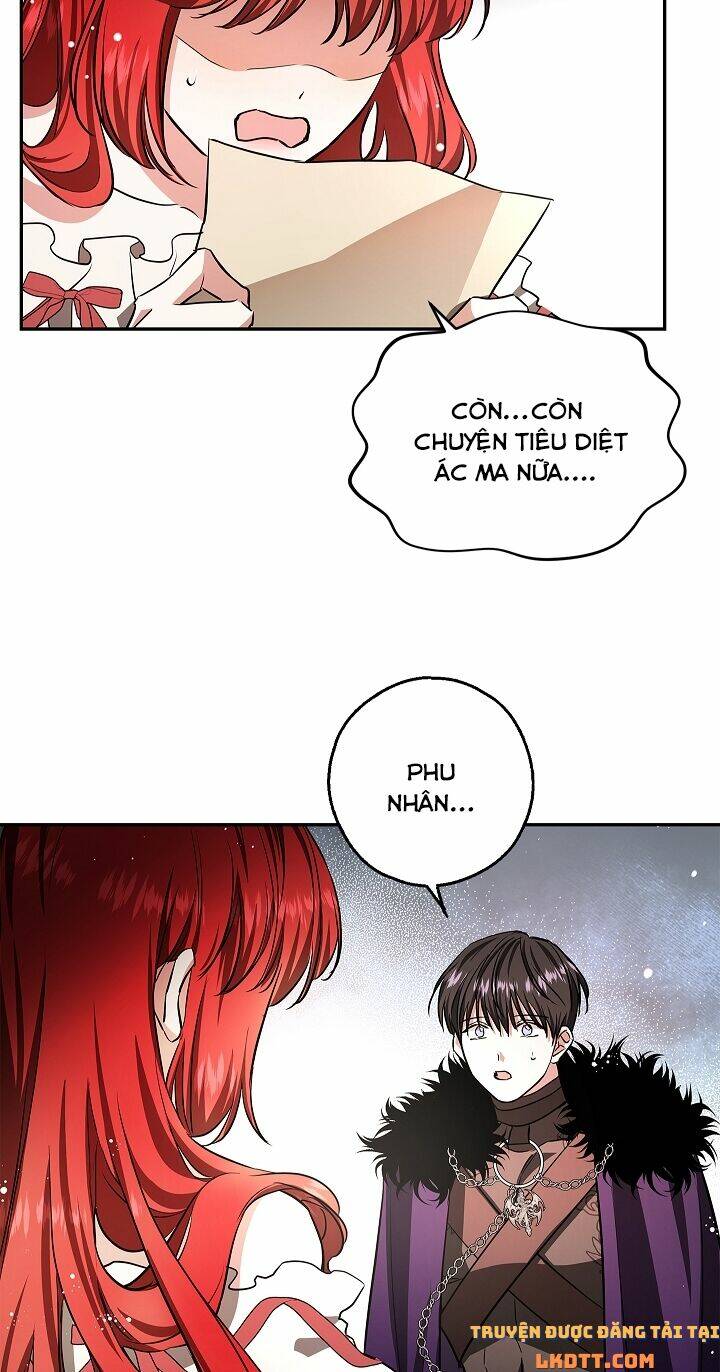 CÒN...CÒN
CHUYỆN TIÊU DIỆT
ÁC MA NỮA....
PHU
NHÂN...
TRUYỆN ĐƯỢC ĐĂNG TẢI TẠI
LKDTT.COM